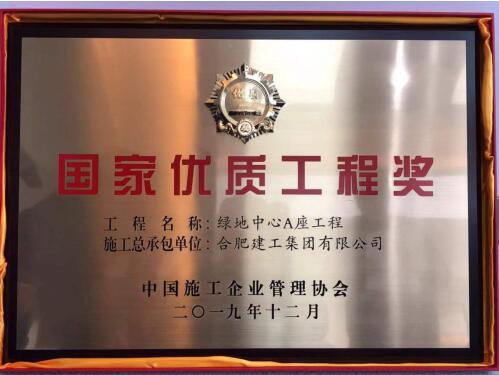 国家优质工程奖
工程名称:绿地中心A座工程
施工总承包单位:合肥建工集团有限公司
中国施工企业管理协会
二〇一九年十二月